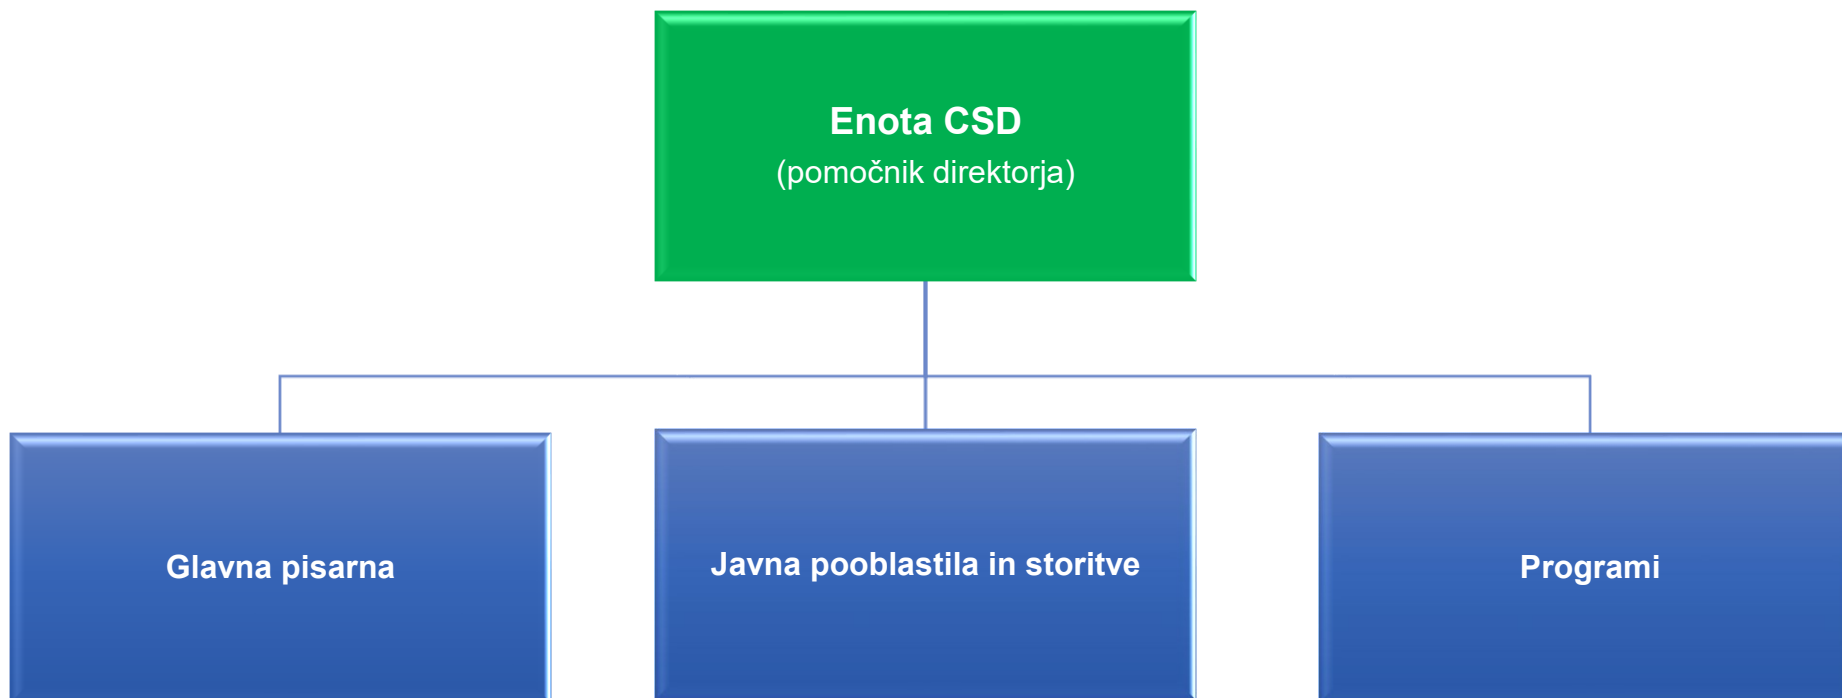 Enota CSD
(pomočnik direktorja)
Glavna pisarna
Javna pooblastila in storitve
Programi